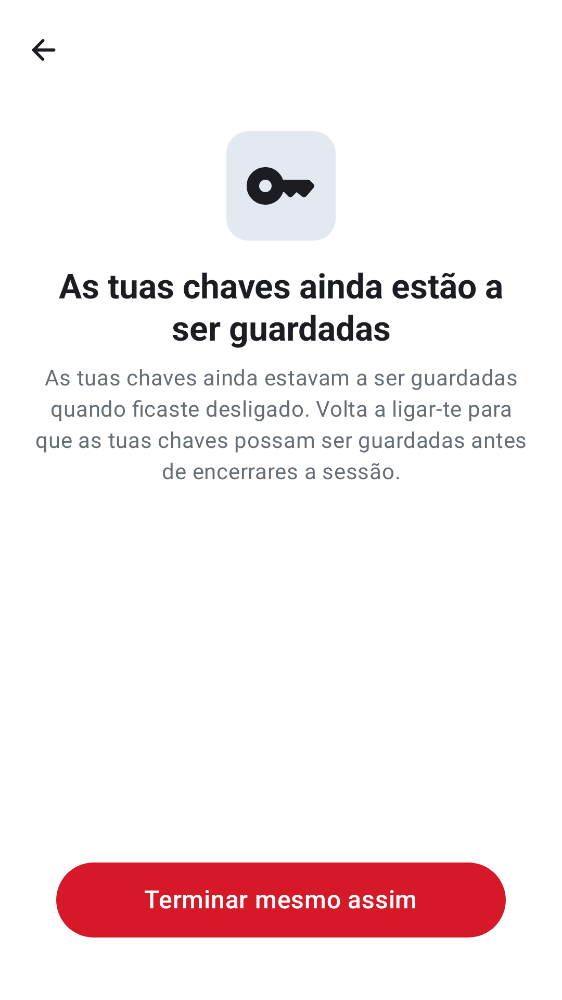 As tuas chaves ainda estão a
ser guardadas
As tuas chaves ainda estavam a ser guardadas
quando ficaste desligado. Volta a ligar-te para
que as tuas chaves possam ser guardadas antes
de encerrares a sessão.
Terminar mesmo assim